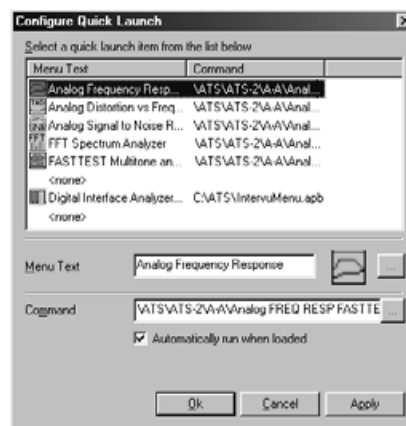 Configure Quick Launch
Select a quick launch item from the list below
Menu Text Command
Analog Frequency Resp... \ATS\ATS-2\A-A\Anal...
Analog Distortion vs Freq... \ATS\ATS-2\A-A\Anal...
Analog Signal to Noise R... \ATS\ATS-2\A-A\Anal...
FFT FFT Spectrum Analyzer \ATS\ATS-2\A-A\Anal...
FASTTEST Multitone an... \ATS\ATS-2\A-A\Anal...
<none>
Digital Interface Analyzer... C:\ATS\IntervuMenu.apb
<none>
Menu Text Analog Frequency Response ...
Command \ATS\ATS-2\A-A\Analog FREQ RESP FASTTE ...
Automatically run when loaded
Ok Cancel Apply